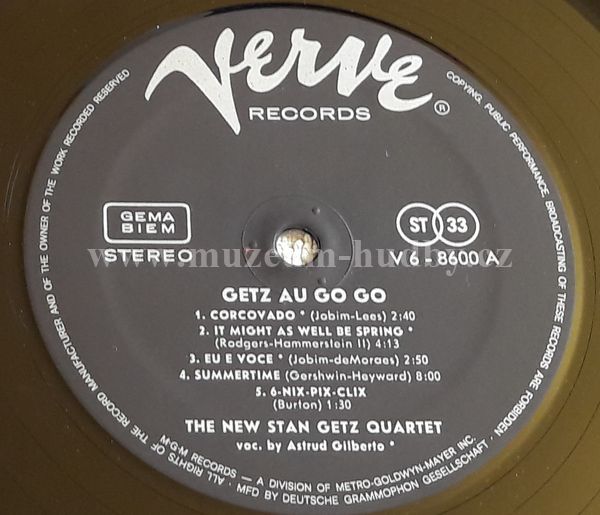 Verve
RECORDS
®
GEMA
BIEM
STEREO
ST 33
V6 - 8600 A
www.muzeum-hudby.cz
GETZ AU GO GO
1. CORCOVADO * (Jobim-Lees) 2:40
2. IT MIGHT AS WELL BE SPRING *
(Rodgers-Hammerstein II) 4:13
3. EU E VOCE * (Jobim-deMoraes) 2:50
4. SUMMERTIME (Gershwin-Heyward) 8:00
5. 6-NIX-PIX-CLIX
(Burton) 1:30
THE NEW STAN GETZ QUARTET
voc. by Astrud Gilberto *
M·G·M RECORDS — A DIVISION OF METRO-GOLDWYN-MAYER INC.
MFD BY DEUTSCHE GRAMMOPHON GESELLSCHAFT ·
ALL RIGHTS OF THE RECORD MANUFACTURER AND OF THE OWNER OF THE WORK RECORDED RESERVED
COPYING, PUBLIC PERFORMANCE, BROADCASTING OF THESE RECORDS ARE FORBIDDEN